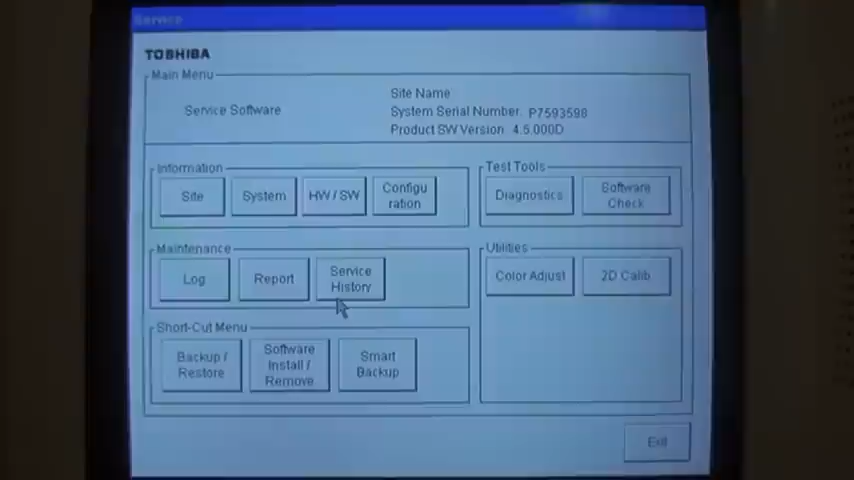 Service
TOSHIBA
Main Menu
Service Software
Site Name
System Serial Number P7593598
Product SW Version 4.5.000D
Information
Site
System
HW / SW
Configu
ration
Test Tools
Diagnostics
Software
Check
Maintenance
Log
Report
Service
History
Utilities
Color Adjust
2D Calib
Short-Cut Menu
Backup /
Restore
Software
Install /
Remove
Smart
Backup
Exit